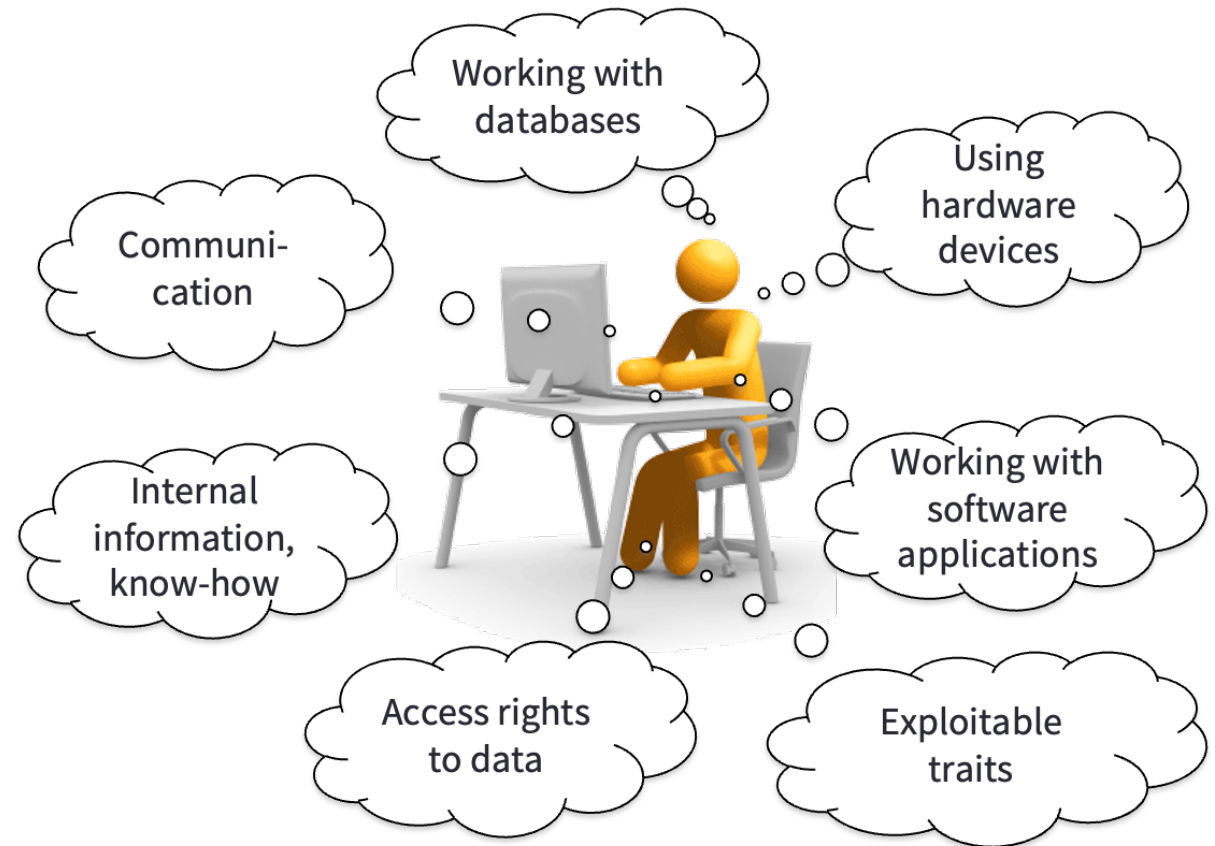 Working with
databases
Using
hardware
devices
Communi-
cation
Working with
software
applications
Internal
information,
know-how
Access rights
to data
Exploitable
traits